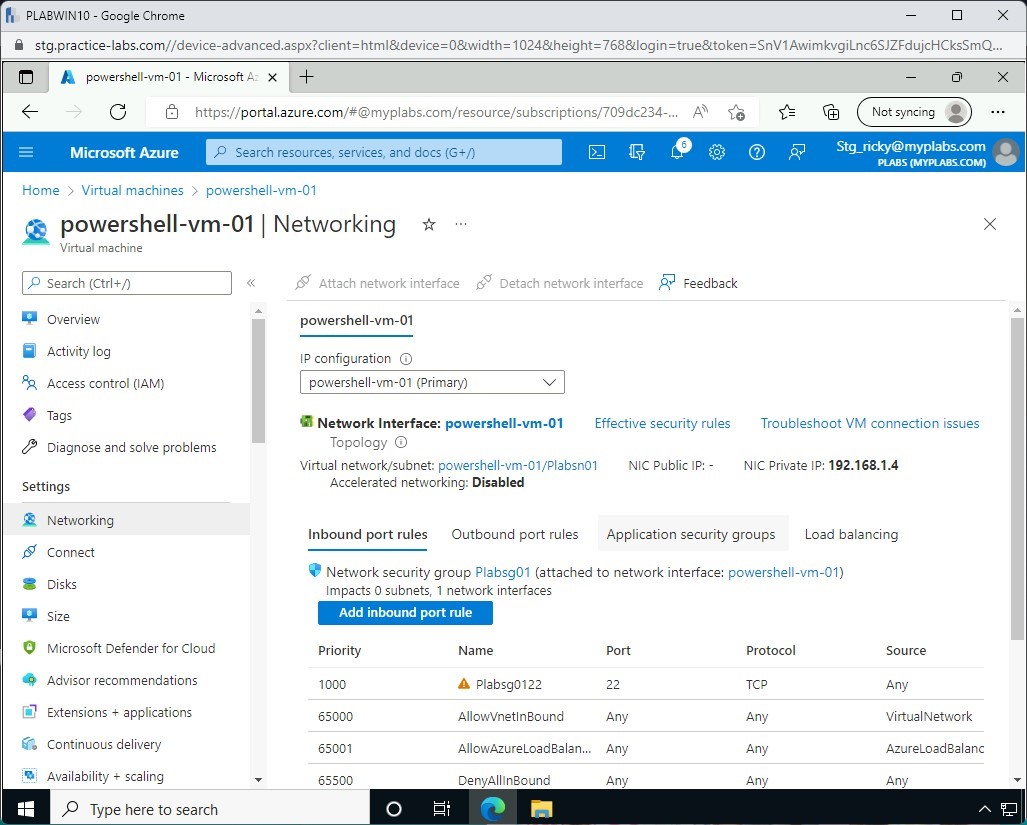 PLABWIN10 - Google Chrome
stg.practice-labs.com//device-advanced.aspx?client=html&device=0&width=1024&height=768&login=true&token=SnV1AwimkvgiLnc6SJZFdujcHCksSmQ...
powershell-vm-01 - Microsoft Az
https://portal.azure.com/#@myplabs.com/resource/subscriptions/709dc234-...
Not syncing
Microsoft Azure
Search resources, services, and docs (G+/)
6
Stg_ricky@myplabs.com
PLABS (MYPLABS.COM)
Home > Virtual machines > powershell-vm-01
powershell-vm-01 | Networking
Virtual machine
Search (Ctrl+/)
Attach network interface
Detach network interface
Feedback
Overview
Activity log
Access control (IAM)
Tags
Diagnose and solve problems
Settings
Networking
Connect
Disks
Size
Microsoft Defender for Cloud
Advisor recommendations
Extensions + applications
Continuous delivery
Availability + scaling
powershell-vm-01
IP configuration
powershell-vm-01 (Primary)
Network Interface: powershell-vm-01 Effective security rules Troubleshoot VM connection issues
Topology
Virtual network/subnet: powershell-vm-01/Plabsn01 NIC Public IP: - NIC Private IP: 192.168.1.4
Accelerated networking: Disabled
Inbound port rules Outbound port rules Application security groups Load balancing
Network security group Plabsg01 (attached to network interface: powershell-vm-01)
Impacts 0 subnets, 1 network interfaces
Add inbound port rule
Priority Name Port Protocol Source
1000 Plabsg0122 22 TCP Any
65000 AllowVnetInBound Any Any VirtualNetwork
65001 AllowAzureLoadBalan... Any Any AzureLoadBalanc
65500 DenyAllInBound Any Any Any
Type here to search